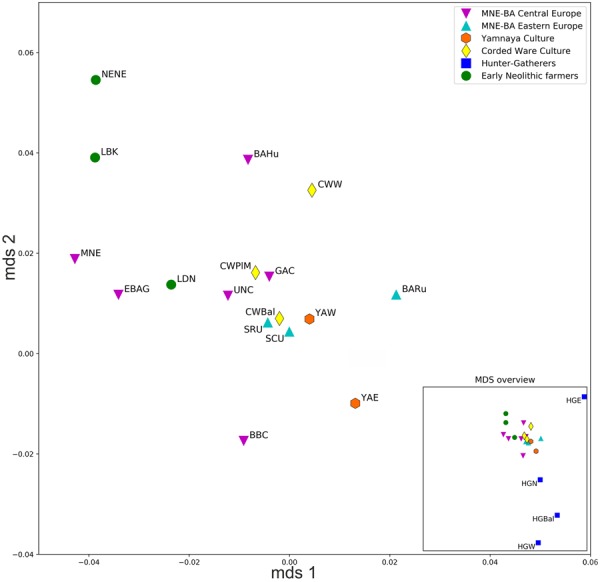 MNE-BA Central Europe
MNE-BA Eastern Europe
Yamnaya Culture
Corded Ware Culture
Hunter-Gatherers
Early Neolithic farmers
0.06
NENE
0.04
LBK
BAHu
CWW
mds 2
0.02
MNE
CWPlM
GAC
EBAG
LDN
UNC
BARu
CWBal
YAW
SRU
SCU
0.00
YAE
MDS overview
HGE
BBC
−0.02
HGN
HGBal
HGW
−0.04
−0.04
−0.02
0.00
0.02
0.04
0.06
mds 1